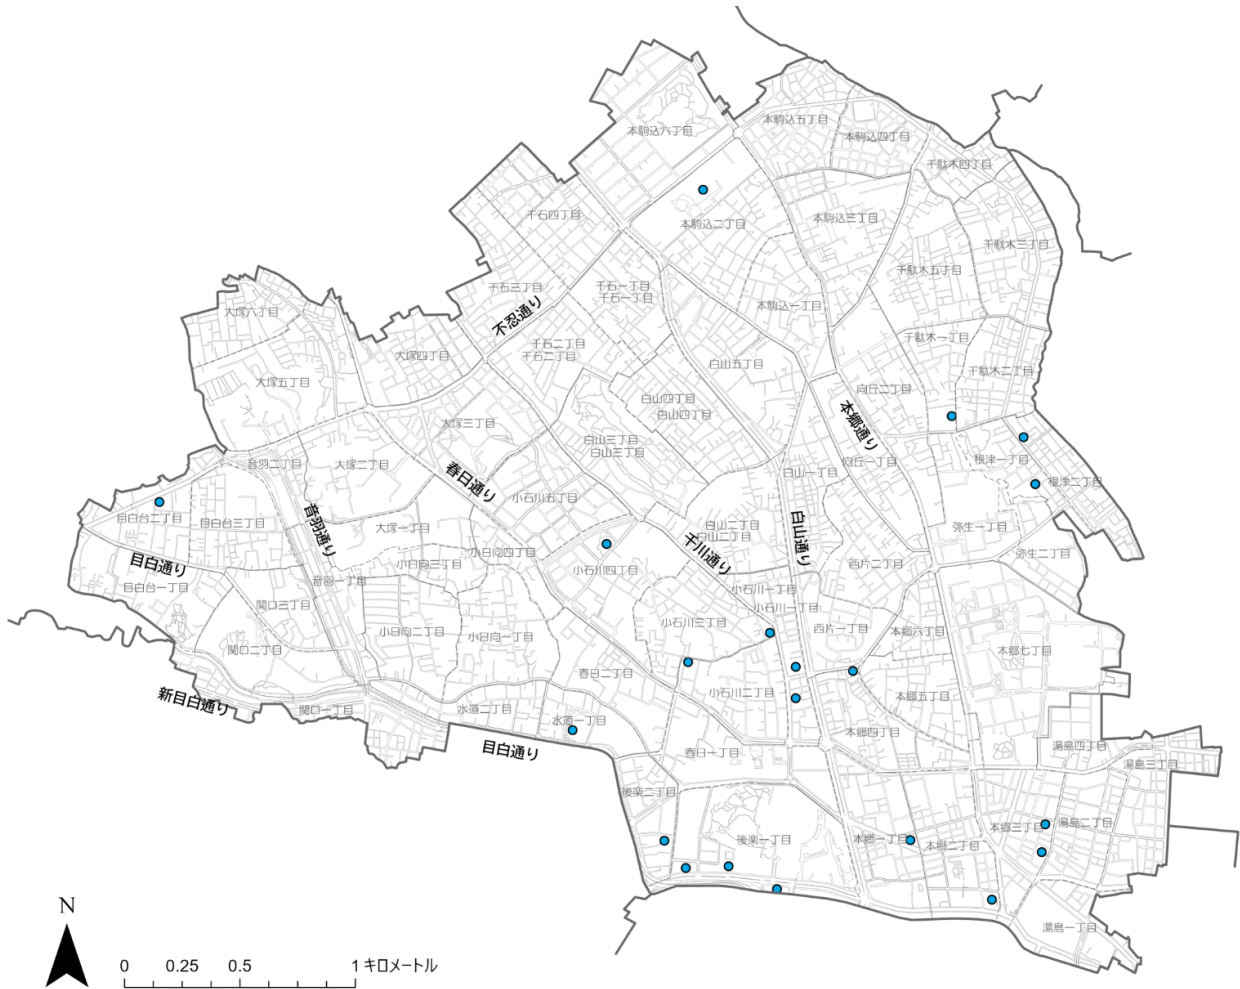 本駒込六丁目
本駒込五丁目
本駒込四丁目
千駄木四丁目
千石四丁目
本駒込二丁目
本駒込三丁目
千駄木三丁目
千駄木五丁目
千石三丁目
千石一丁目
千石一丁目
不忍通り
本駒込一丁目
大塚六丁目
大塚四丁目
千石二丁目
千石二丁目
千駄木一丁目
千駄木二丁目
白山五丁目
大塚五丁目
向丘二丁目
本郷通り
白山四丁目
白山四丁目
大塚三丁目
白山三丁目
白山三丁目
音羽二丁目
大塚二丁目
春日通り
白山一丁目
向丘一丁目
根津一丁目
根津二丁目
小石川五丁目
目白台二丁目
目白台三丁目
音羽通り
大塚一丁目
白山二丁目
白山二丁目
千川通り
白山通り
弥生一丁目
弥生二丁目
小日向四丁目
小日向三丁目
小石川四丁目
西片二丁目
目白通り
目白台一丁目
音羽一丁目
小石川一丁目
小石川一丁目
関口三丁目
小日向二丁目
小日向一丁目
小石川三丁目
西片一丁目
本郷六丁目
関口二丁目
本郷七丁目
春日二丁目
小石川二丁目
本郷五丁目
新目白通り
関口一丁目
水道二丁目
水道一丁目
本郷四丁目
目白通り
春日一丁目
湯島四丁目
湯島三丁目
後楽二丁目
後楽一丁目
本郷一丁目
本郷二丁目
本郷三丁目
湯島二丁目
湯島一丁目
N
0 0.25 0.5 1 キロメートル